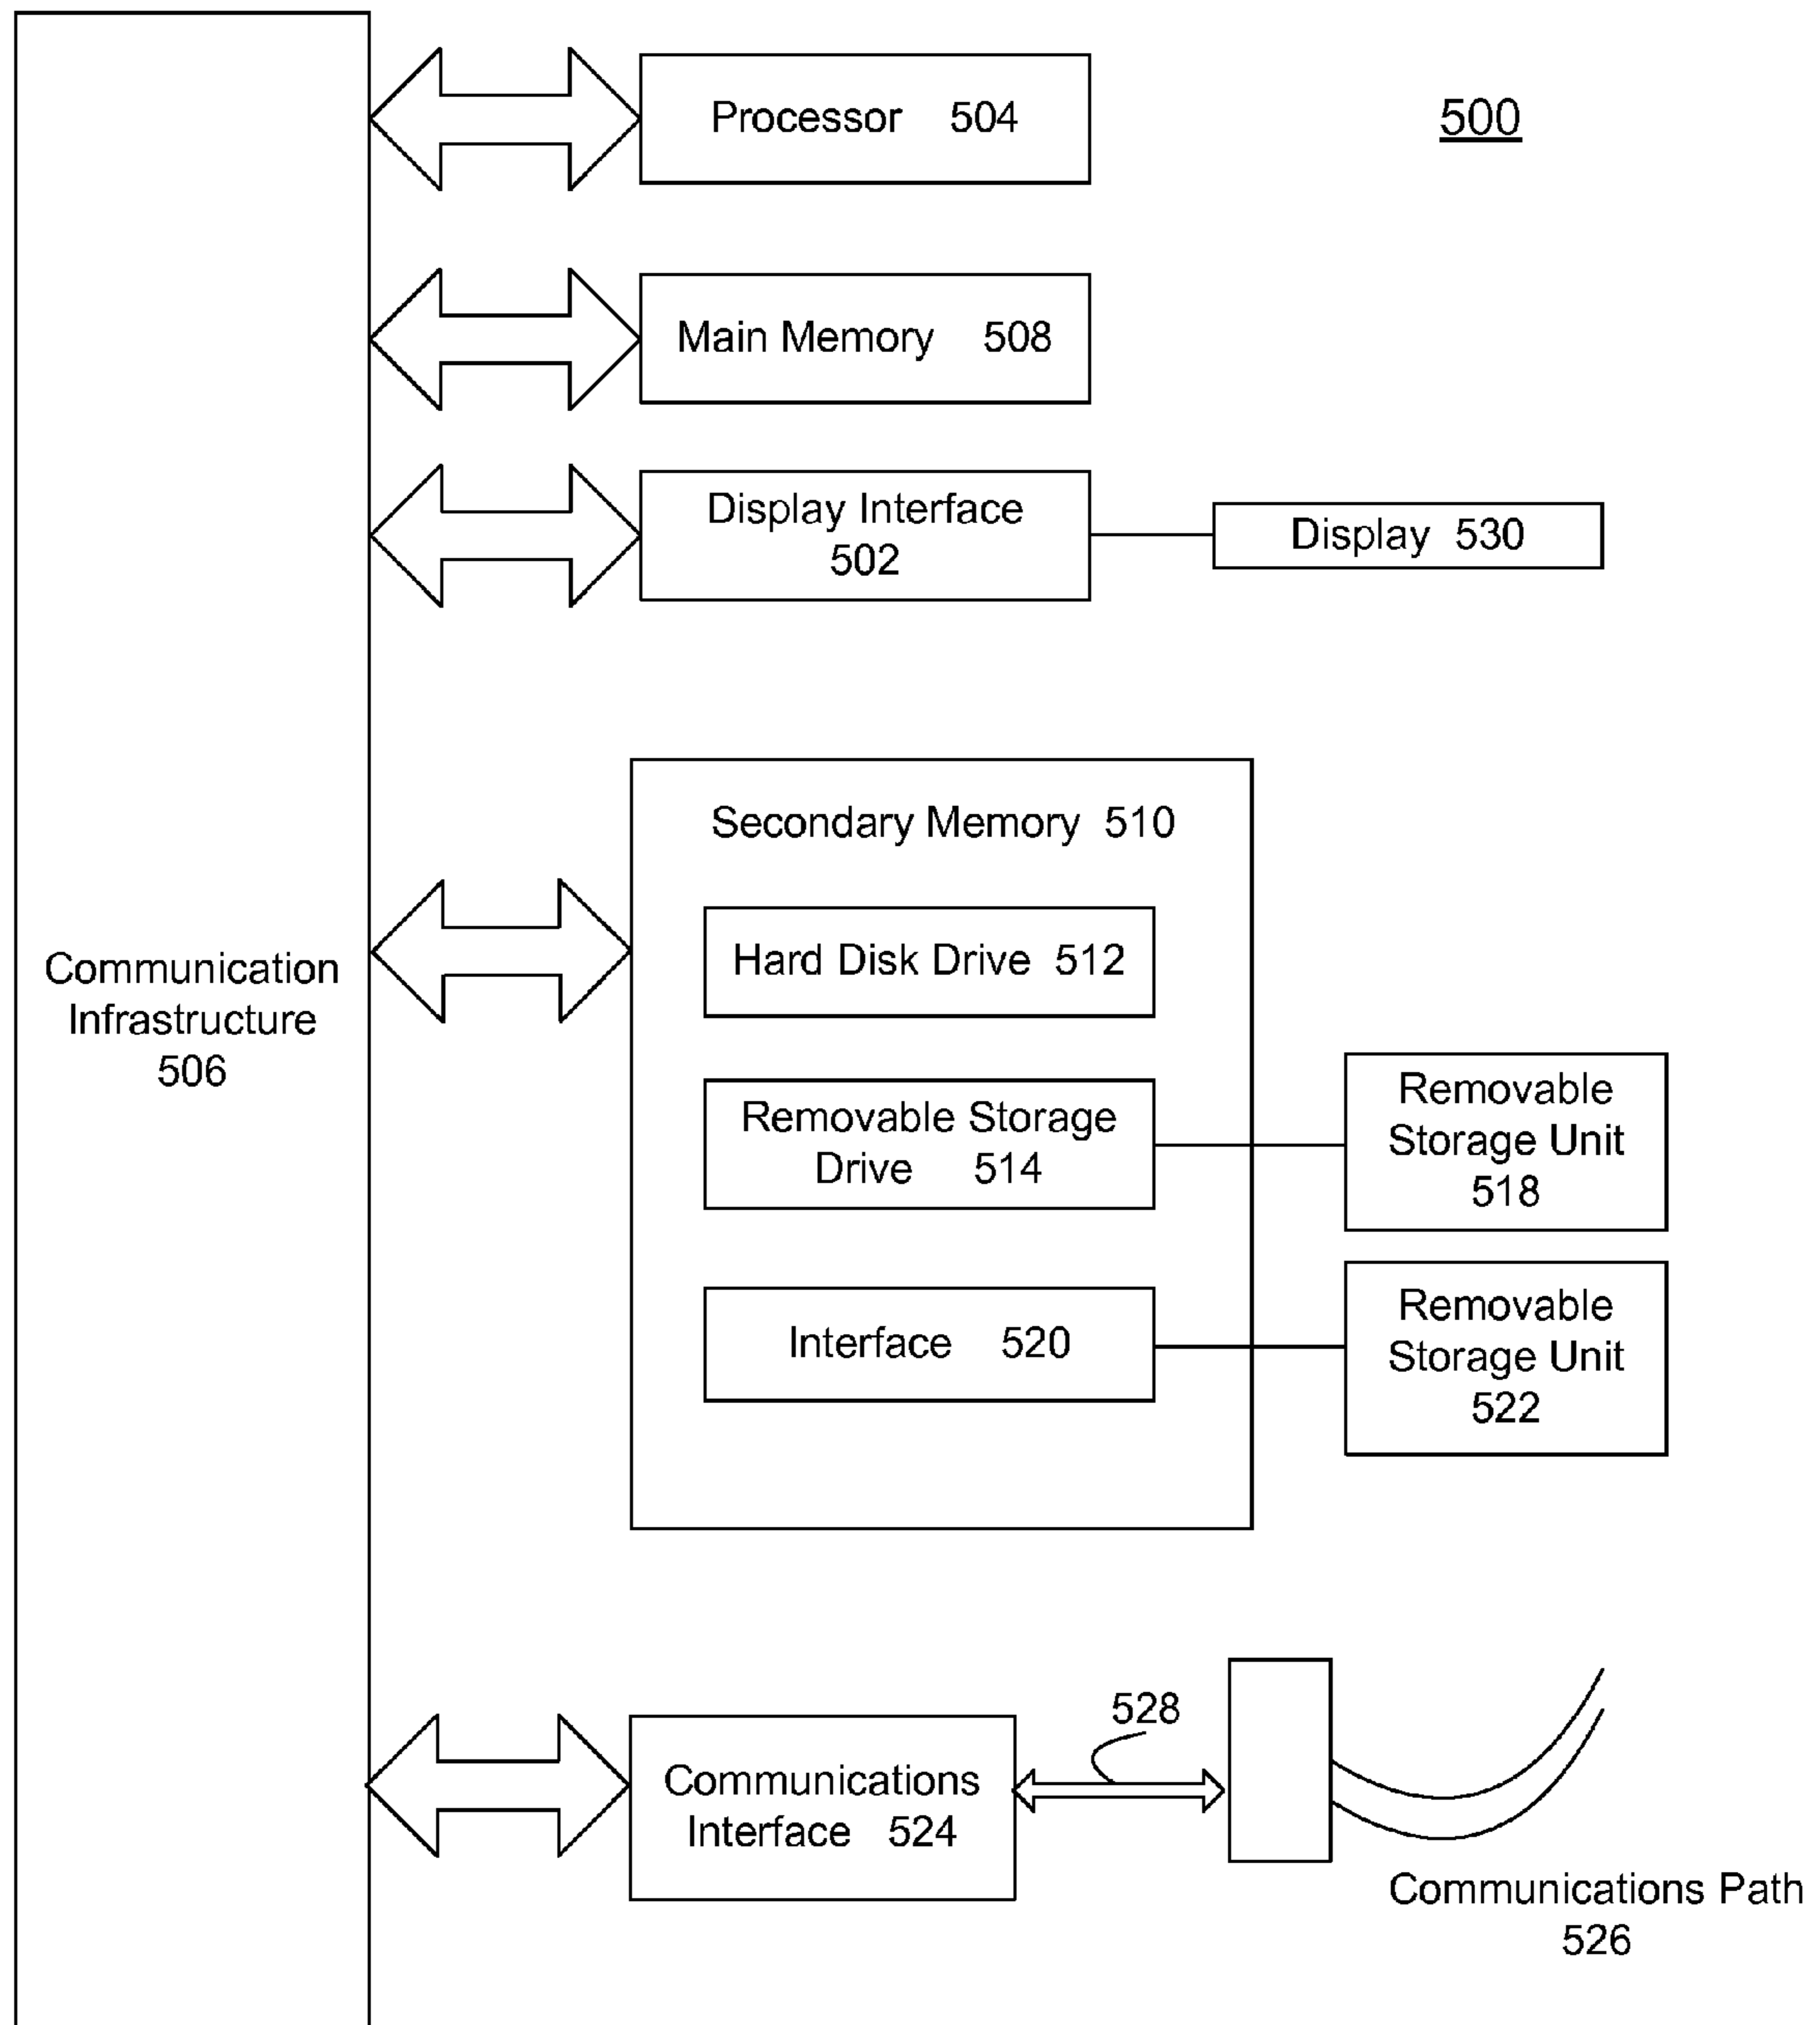 Processor 504
500
Main Memory 508
Display Interface
502
Display 530
Secondary Memory 510
Hard Disk Drive 512
Communication
Infrastructure
506
Removable Storage
Drive 514
Removable
Storage Unit
518
Interface 520
Removable
Storage Unit
522
528
Communications
Interface 524
Communications Path
526